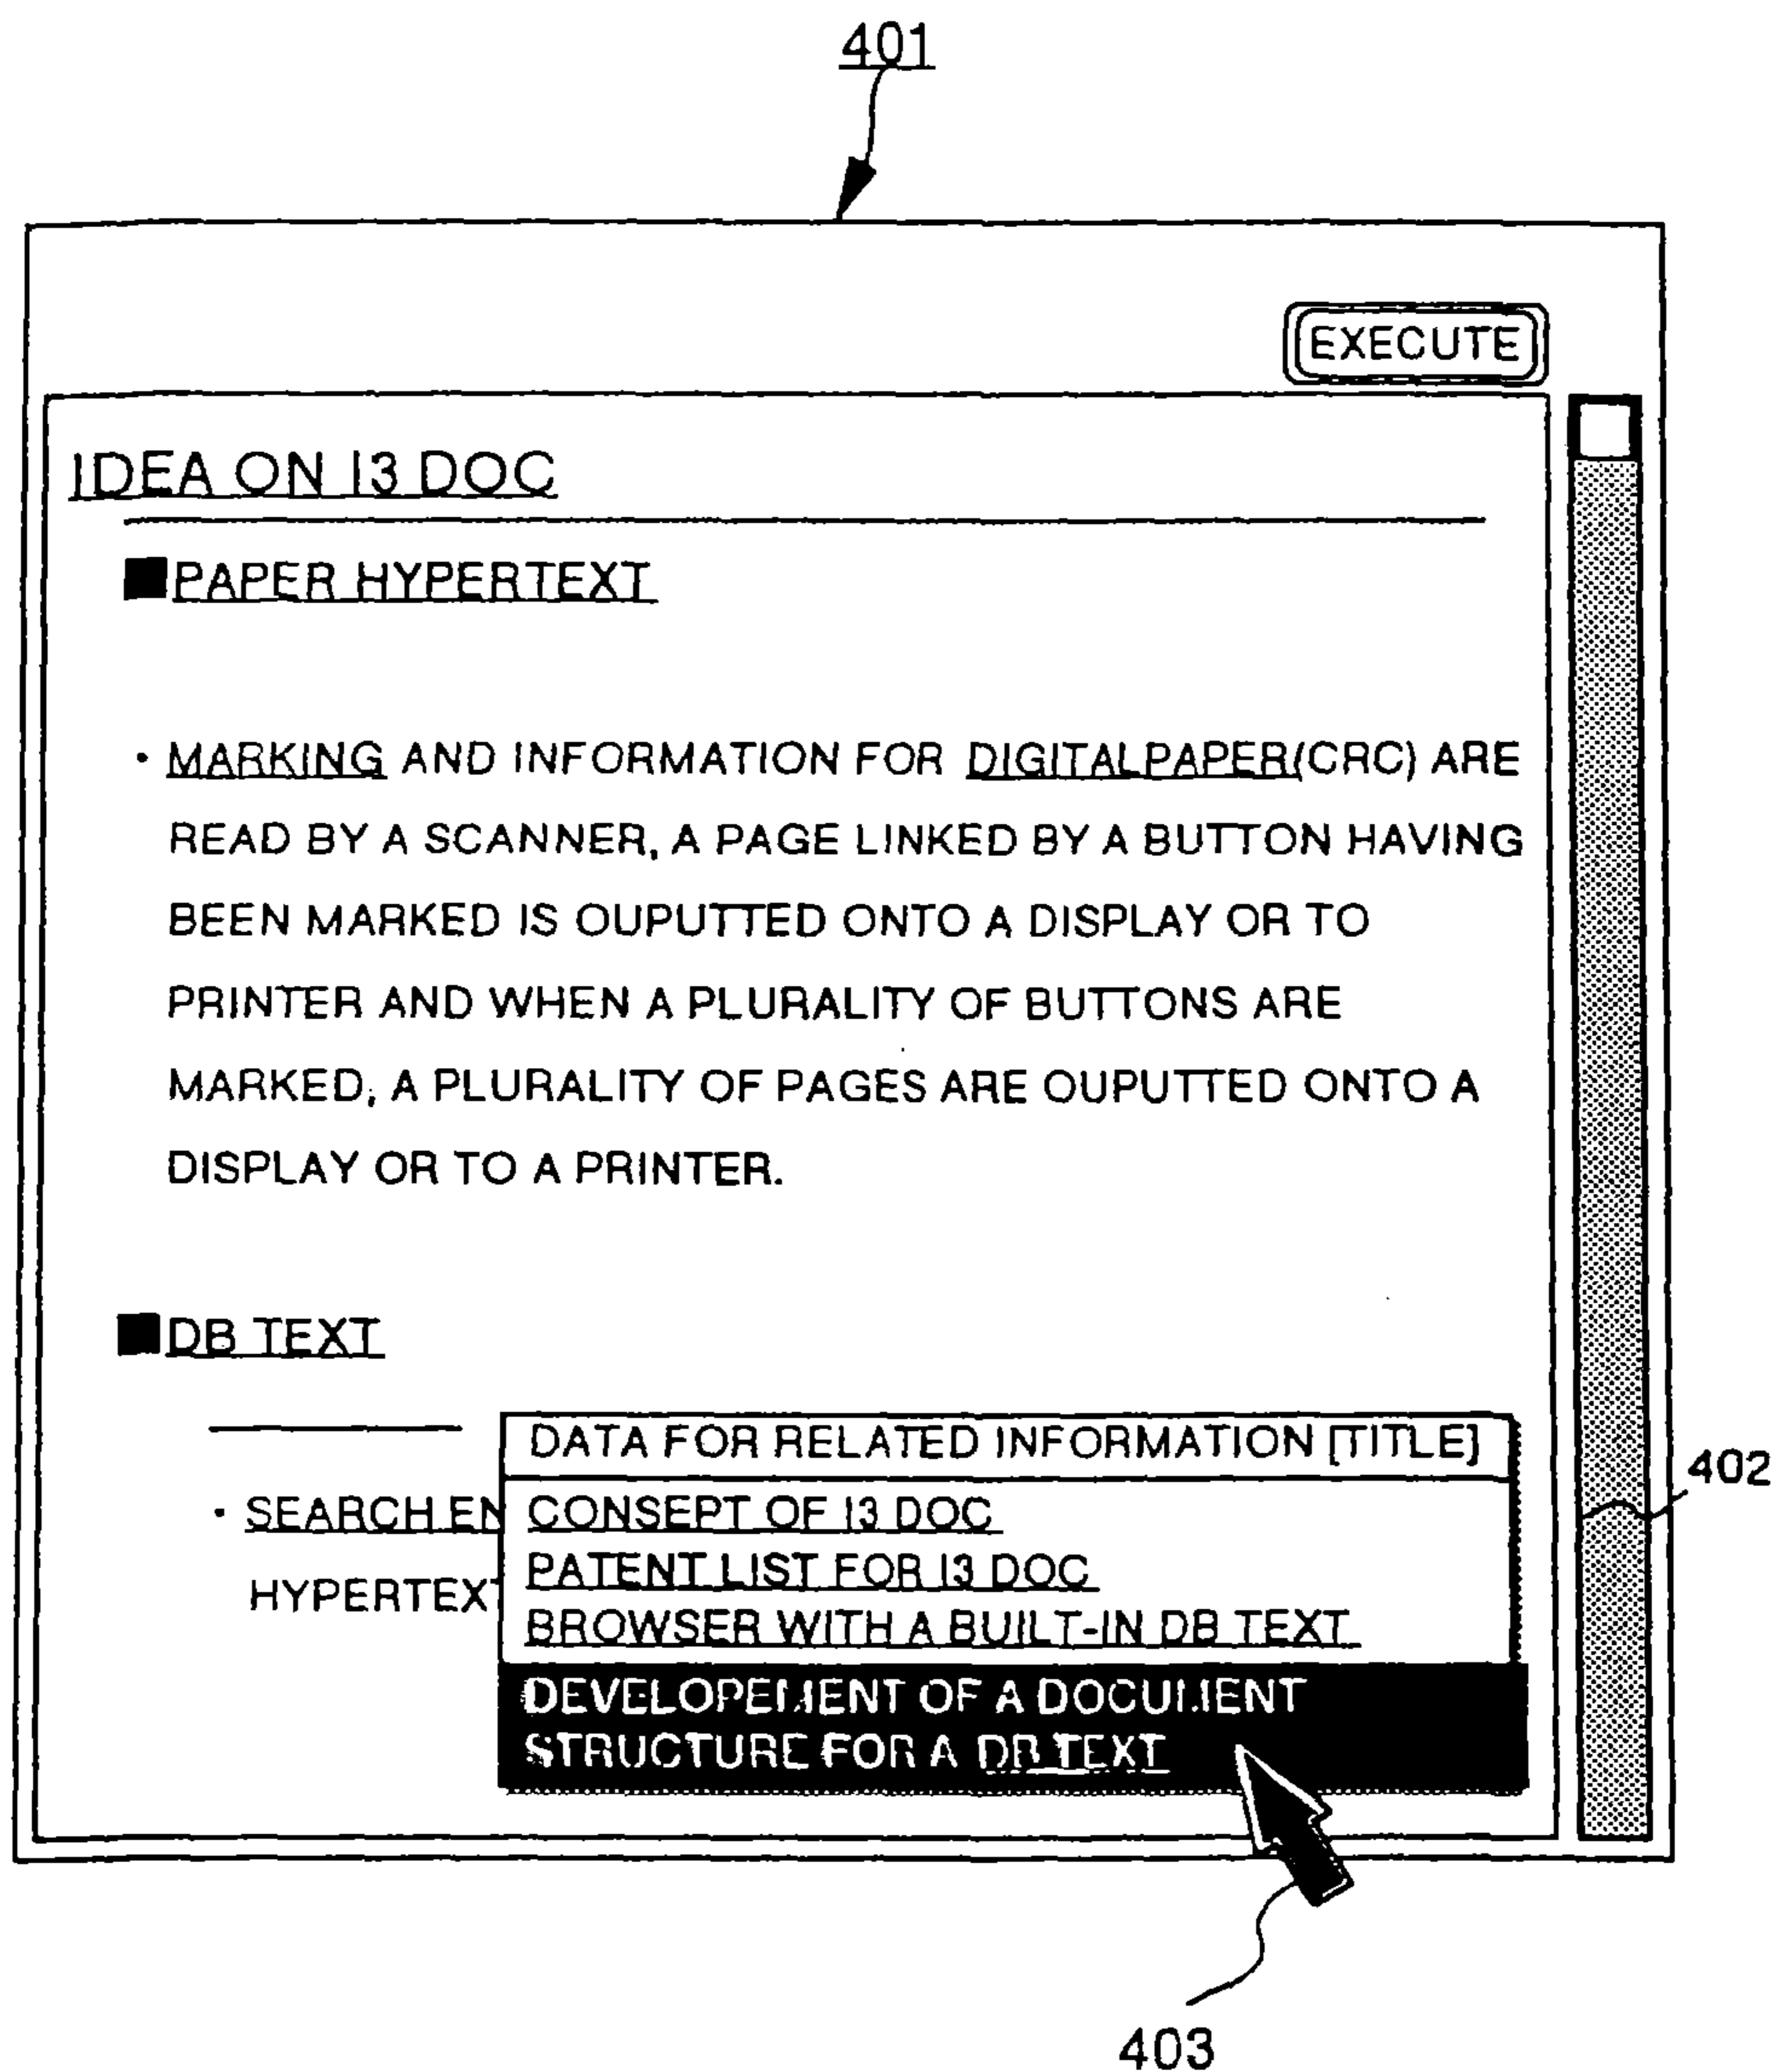 401
EXECUTE
IDEA ON I3 DOC
■PAPER HYPERTEXT
· MARKING AND INFORMATION FOR DIGITALPAPER(CRC) ARE
READ BY A SCANNER, A PAGE LINKED BY A BUTTON HAVING
BEEN MARKED IS OUPUTTED ONTO A DISPLAY OR TO
PRINTER AND WHEN A PLURALITY OF BUTTONS ARE
MARKED, A PLURALITY OF PAGES ARE OUPUTTED ONTO A
DISPLAY OR TO A PRINTER.
■DB TEXT
DATA FOR RELATED INFORMATION [TITLE]
402
· SEARCH EN
CONSEPT OF I3 DOC
PATENT LIST FOR I3 DOC
HYPERTEXT
BROWSER WITH A BUILT-IN DB TEXT
DEVELOPEMENT OF A DOCUMENT
STRUCTURE FOR A DB TEXT
403